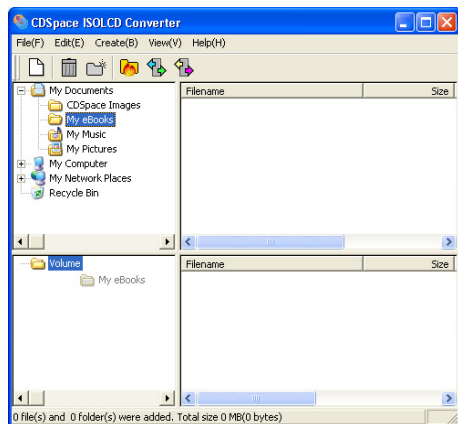 CDSpace ISOLCD Converter
File(F) Edit(E) Create(B) View(V) Help(H)
My Documents
CDSpace Images
My eBooks
My Music
My Pictures
My Computer
My Network Places
Recycle Bin
Filename Size
Volume
My eBooks
Filename Size
0 file(s) and 0 folder(s) were added. Total size 0 MB(0 bytes)